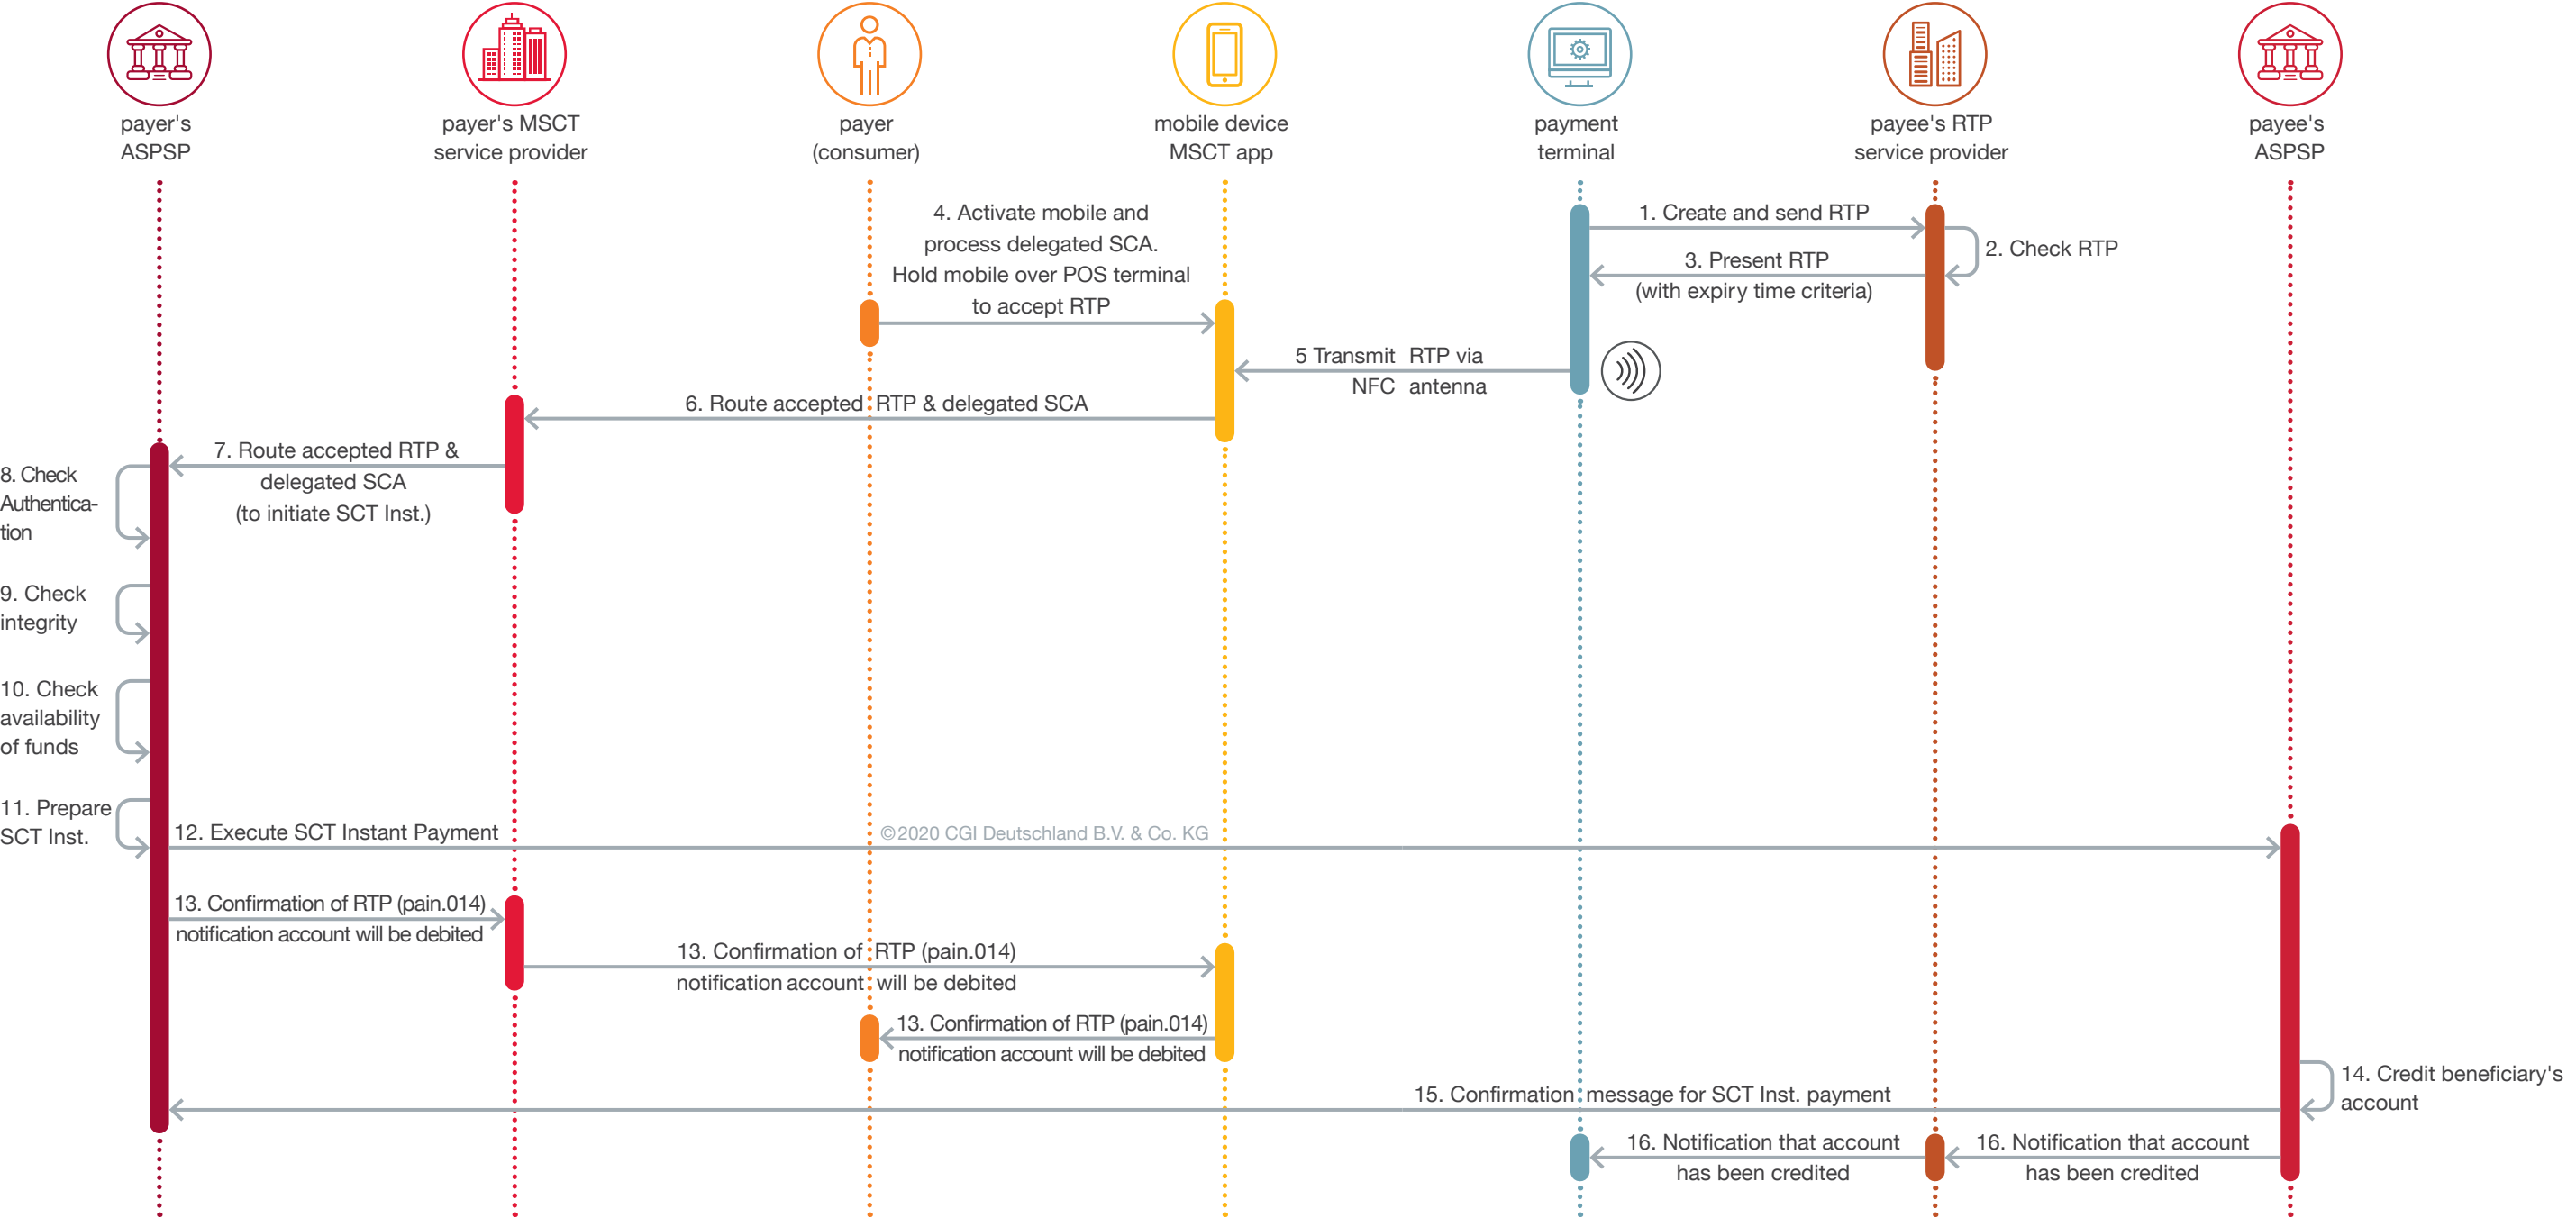 payer's
ASPSP
payer's MSCT
service provider
payer
(consumer)
mobile device
MSCT app
payment
terminal
payee's RTP
service provider
payee's
ASPSP
1. Create and send RTP
2. Check RTP
3. Present RTP
(with expiry time criteria)
4. Activate mobile and
process delegated SCA.
Hold mobile over POS terminal
to accept RTP
5 Transmit RTP via
NFC antenna
6. Route accepted RTP & delegated SCA
7. Route accepted RTP &
delegated SCA
(to initiate SCT Inst.)
8. Check
Authentica-
tion
9. Check
integrity
10. Check
availability
of funds
11. Prepare
SCT Inst.
12. Execute SCT Instant Payment
©2020 CGI Deutschland B.V. & Co. KG
13. Confirmation of RTP (pain.014)
notification account will be debited
13. Confirmation of RTP (pain.014)
notification account will be debited
13. Confirmation of RTP (pain.014)
notification account will be debited
14. Credit beneficiary's
account
15. Confirmation message for SCT Inst. payment
16. Notification that account
has been credited
16. Notification that account
has been credited